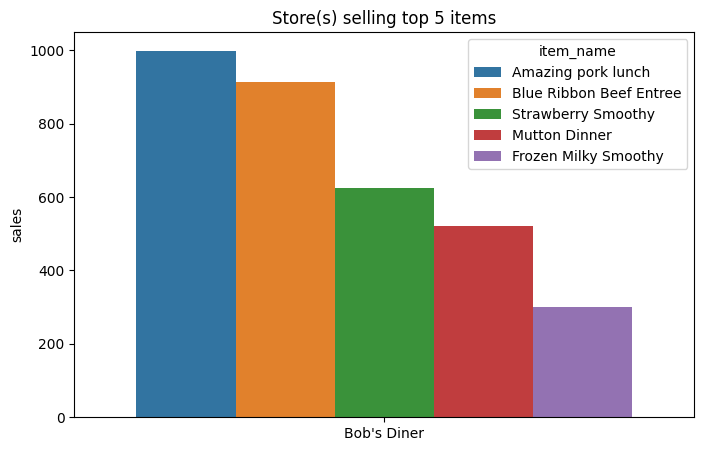 Store(s) selling top 5 items
item_name
Amazing pork lunch
Blue Ribbon Beef Entree
Strawberry Smoothy
Mutton Dinner
Frozen Milky Smoothy
sales
1000
800
600
400
200
0
Bob's Diner